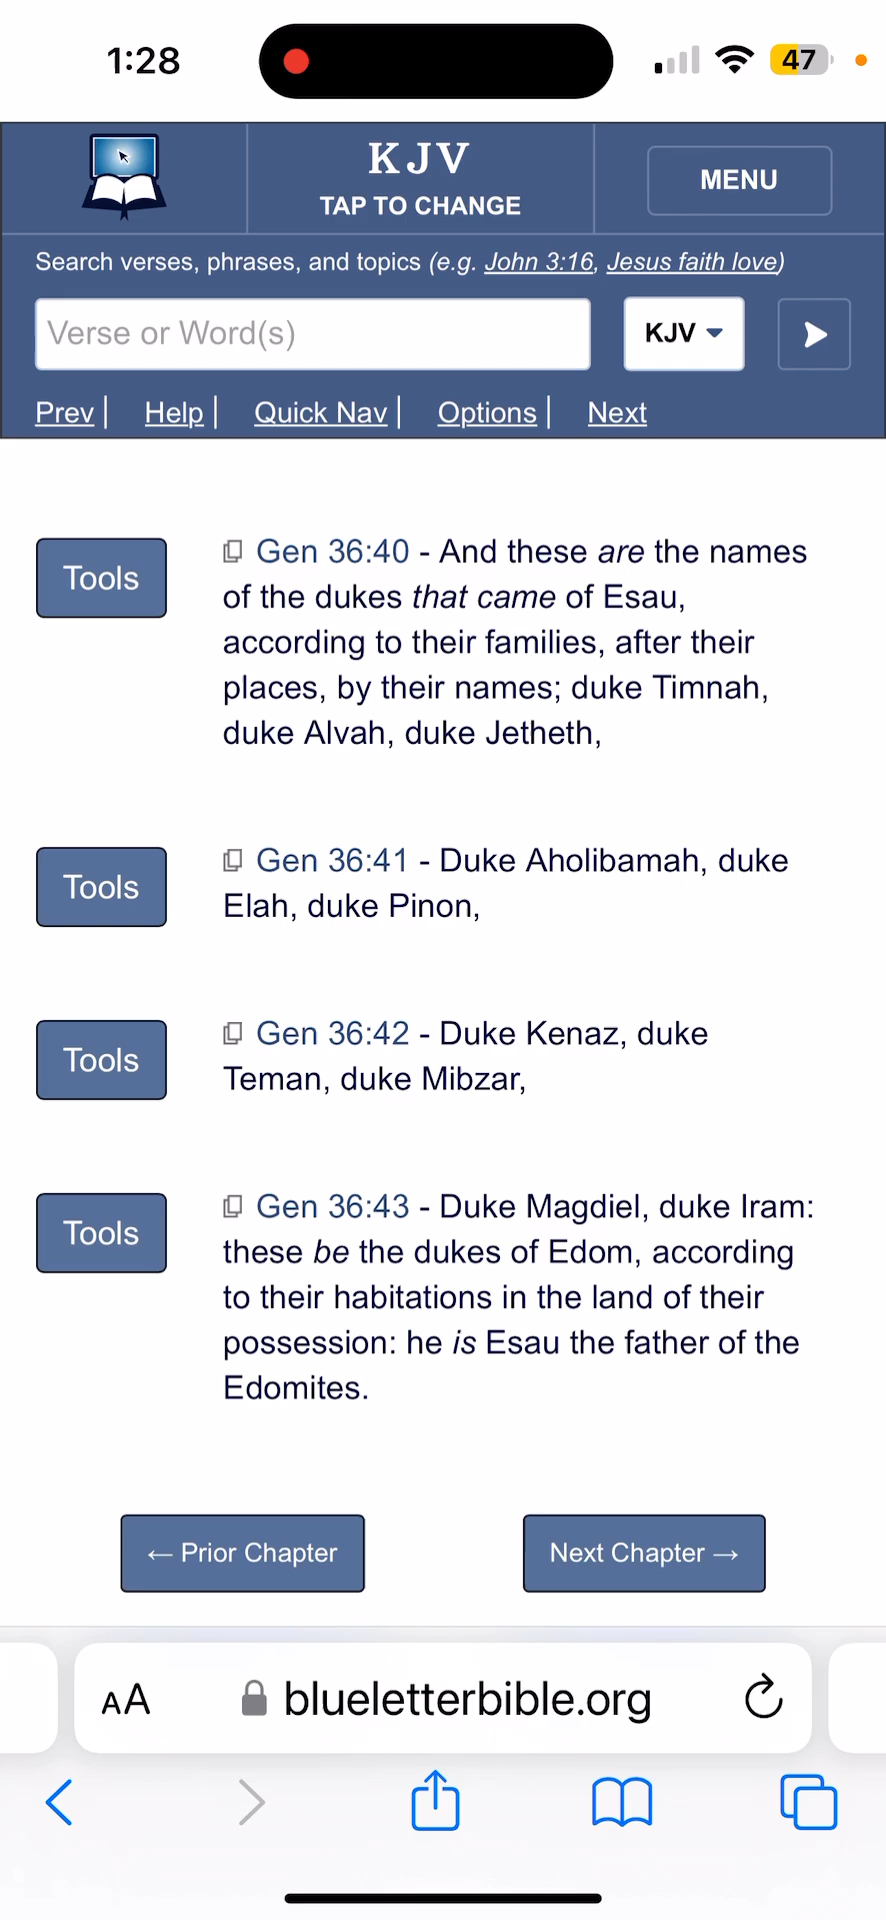 1:28
47
KJV
TAP TO CHANGE
MENU
Search verses, phrases, and topics (e.g. John 3:16, Jesus faith love)
Verse or Word(s)
KJV
Prev | Help | Quick Nav | Options | Next
Tools
Gen 36:40 - And these are the names
of the dukes that came of Esau,
according to their families, after their
places, by their names; duke Timnah,
duke Alvah, duke Jetheth,
Tools
Gen 36:41 - Duke Aholibamah, duke
Elah, duke Pinon,
Tools
Gen 36:42 - Duke Kenaz, duke
Teman, duke Mibzar,
Tools
Gen 36:43 - Duke Magdiel, duke Iram:
these be the dukes of Edom, according
to their habitations in the land of their
possession: he is Esau the father of the
Edomites.
← Prior Chapter
Next Chapter →
AA
blueletterbible.org